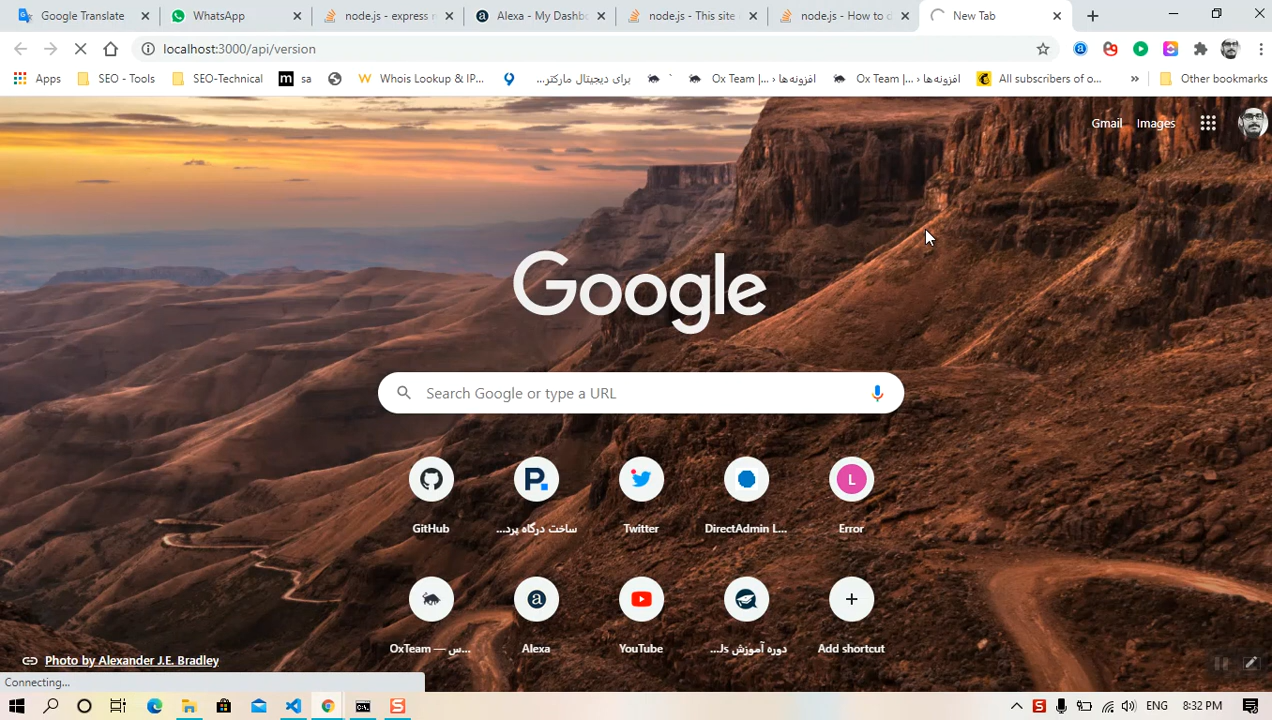 Google Translate
WhatsApp
node.js - express r
Alexa - My Dashb
node.js - This site
node.js - How to c
New Tab
localhost:3000/api/version
Apps
SEO - Tools
SEO-Technical
sa
Whois Lookup & IP...
برای دیجیتال مارکتر...
`
Ox Team |... ‹ افزونه‌ها
Ox Team |... ‹ افزونه‌ها
All subscribers of o...
»
Other bookmarks
Gmail
Images
Google
Search Google or type a URL
GitHub
ساخت درگاه پرد...
Twitter
DirectAdmin L...
L
Error
OxTeam — س...
Alexa
YouTube
دوره آموزش Js...
Add shortcut
Photo by Alexander J.E. Bradley
Connecting...
ENG
8:32 PM